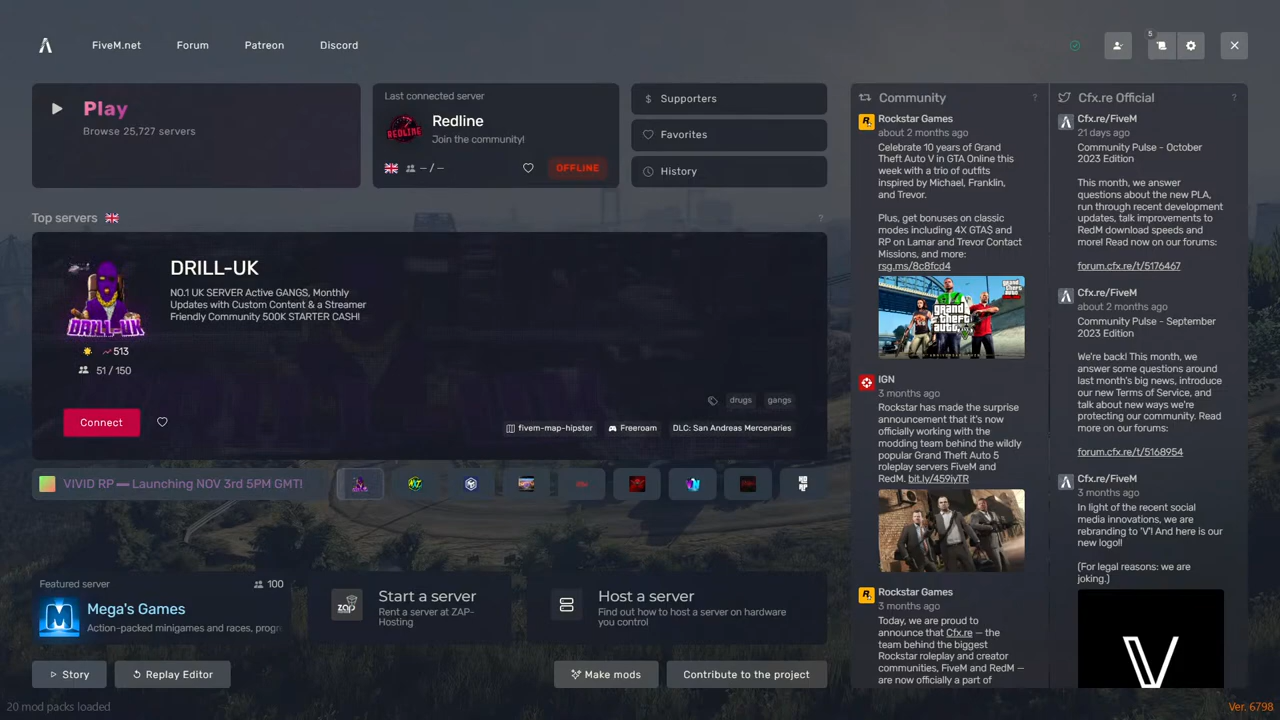 FiveM.net
Forum
Patreon
Discord
5
Play
Browse 25,727 servers
Last connected server
REDLINE
Redline
Join the community!
– / –
OFFLINE
$ Supporters
Favorites
History
Top servers
?
DRILL-UK
DRILL-UK
NO.1 UK SERVER Active GANGS, Monthly
Updates with Custom Content & a Streamer
Friendly Community 500K STARTER CASH!
513
51 / 150
Connect
drugs
gangs
fivem-map-hipster
Freeroam
DLC: San Andreas Mercenaries
VIVID RP — Launching NOV 3rd 5PM GMT!
Featured server
100
Mega's Games
Action-packed minigames and races, progr
ZAP
Start a server
Rent a server at ZAP-
Hosting
Host a server
Find out how to host a server on hardware
you control
Story
Replay Editor
Make mods
Contribute to the project
20 mod packs loaded
Ver. 6798
Community
?
Rockstar Games
about 2 months ago
Celebrate 10 years of Grand
Theft Auto V in GTA Online this
week with a trio of outfits
inspired by Michael, Franklin,
and Trevor.
Plus, get bonuses on classic
modes including 4X GTA$ and
RP on Lamar and Trevor Contact
Missions, and more:
rsg.ms/8c8fcd4
grand
theft
auto
IGN
3 months ago
Rockstar has made the surprise
announcement that it's now
officially working with the
modding team behind the wildly
popular Grand Theft Auto 5
roleplay servers FiveM and
RedM. bit.ly/459iyTR
Rockstar Games
3 months ago
Today, we are proud to
announce that Cfx.re — the
team behind the biggest
Rockstar roleplay and creator
communities, FiveM and RedM —
are now officially a part of
Cfx.re Official
?
Cfx.re/FiveM
21 days ago
Community Pulse - October
2023 Edition
This month, we answer
questions about the new PLA,
run through recent development
updates, talk improvements to
RedM download speeds and
more! Read now on our forums:
forum.cfx.re/t/5176467
Cfx.re/FiveM
about 2 months ago
Community Pulse - September
2023 Edition
We're back! This month, we
answer some questions around
last month's big news, introduce
our new Terms of Service, and
talk about new ways we're
protecting our community. Read
more on our forums:
forum.cfx.re/t/5168954
Cfx.re/FiveM
3 months ago
In light of the recent social
media innovations, we are
rebranding to 'V'! And here is our
new logo!!
(For legal reasons: we are
joking.)
V